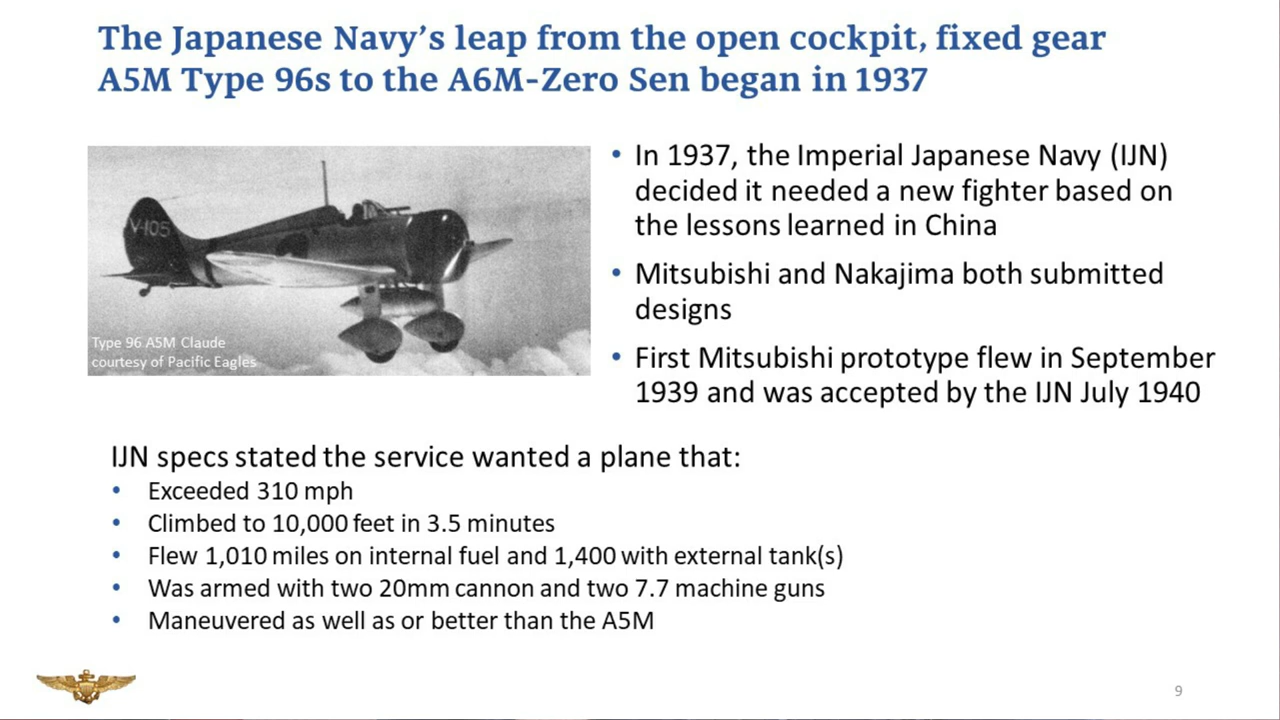 The Japanese Navy’s leap from the open cockpit, fixed gear
A5M Type 96s to the A6M-Zero Sen began in 1937
V-105
Type 96 A5M Claude
courtesy of Pacific Eagles
• In 1937, the Imperial Japanese Navy (IJN)
decided it needed a new fighter based on
the lessons learned in China
• Mitsubishi and Nakajima both submitted
designs
• First Mitsubishi prototype flew in September
1939 and was accepted by the IJN July 1940
IJN specs stated the service wanted a plane that:
• Exceeded 310 mph
• Climbed to 10,000 feet in 3.5 minutes
• Flew 1,010 miles on internal fuel and 1,400 with external tank(s)
• Was armed with two 20mm cannon and two 7.7 machine guns
• Maneuvered as well as or better than the A5M
9